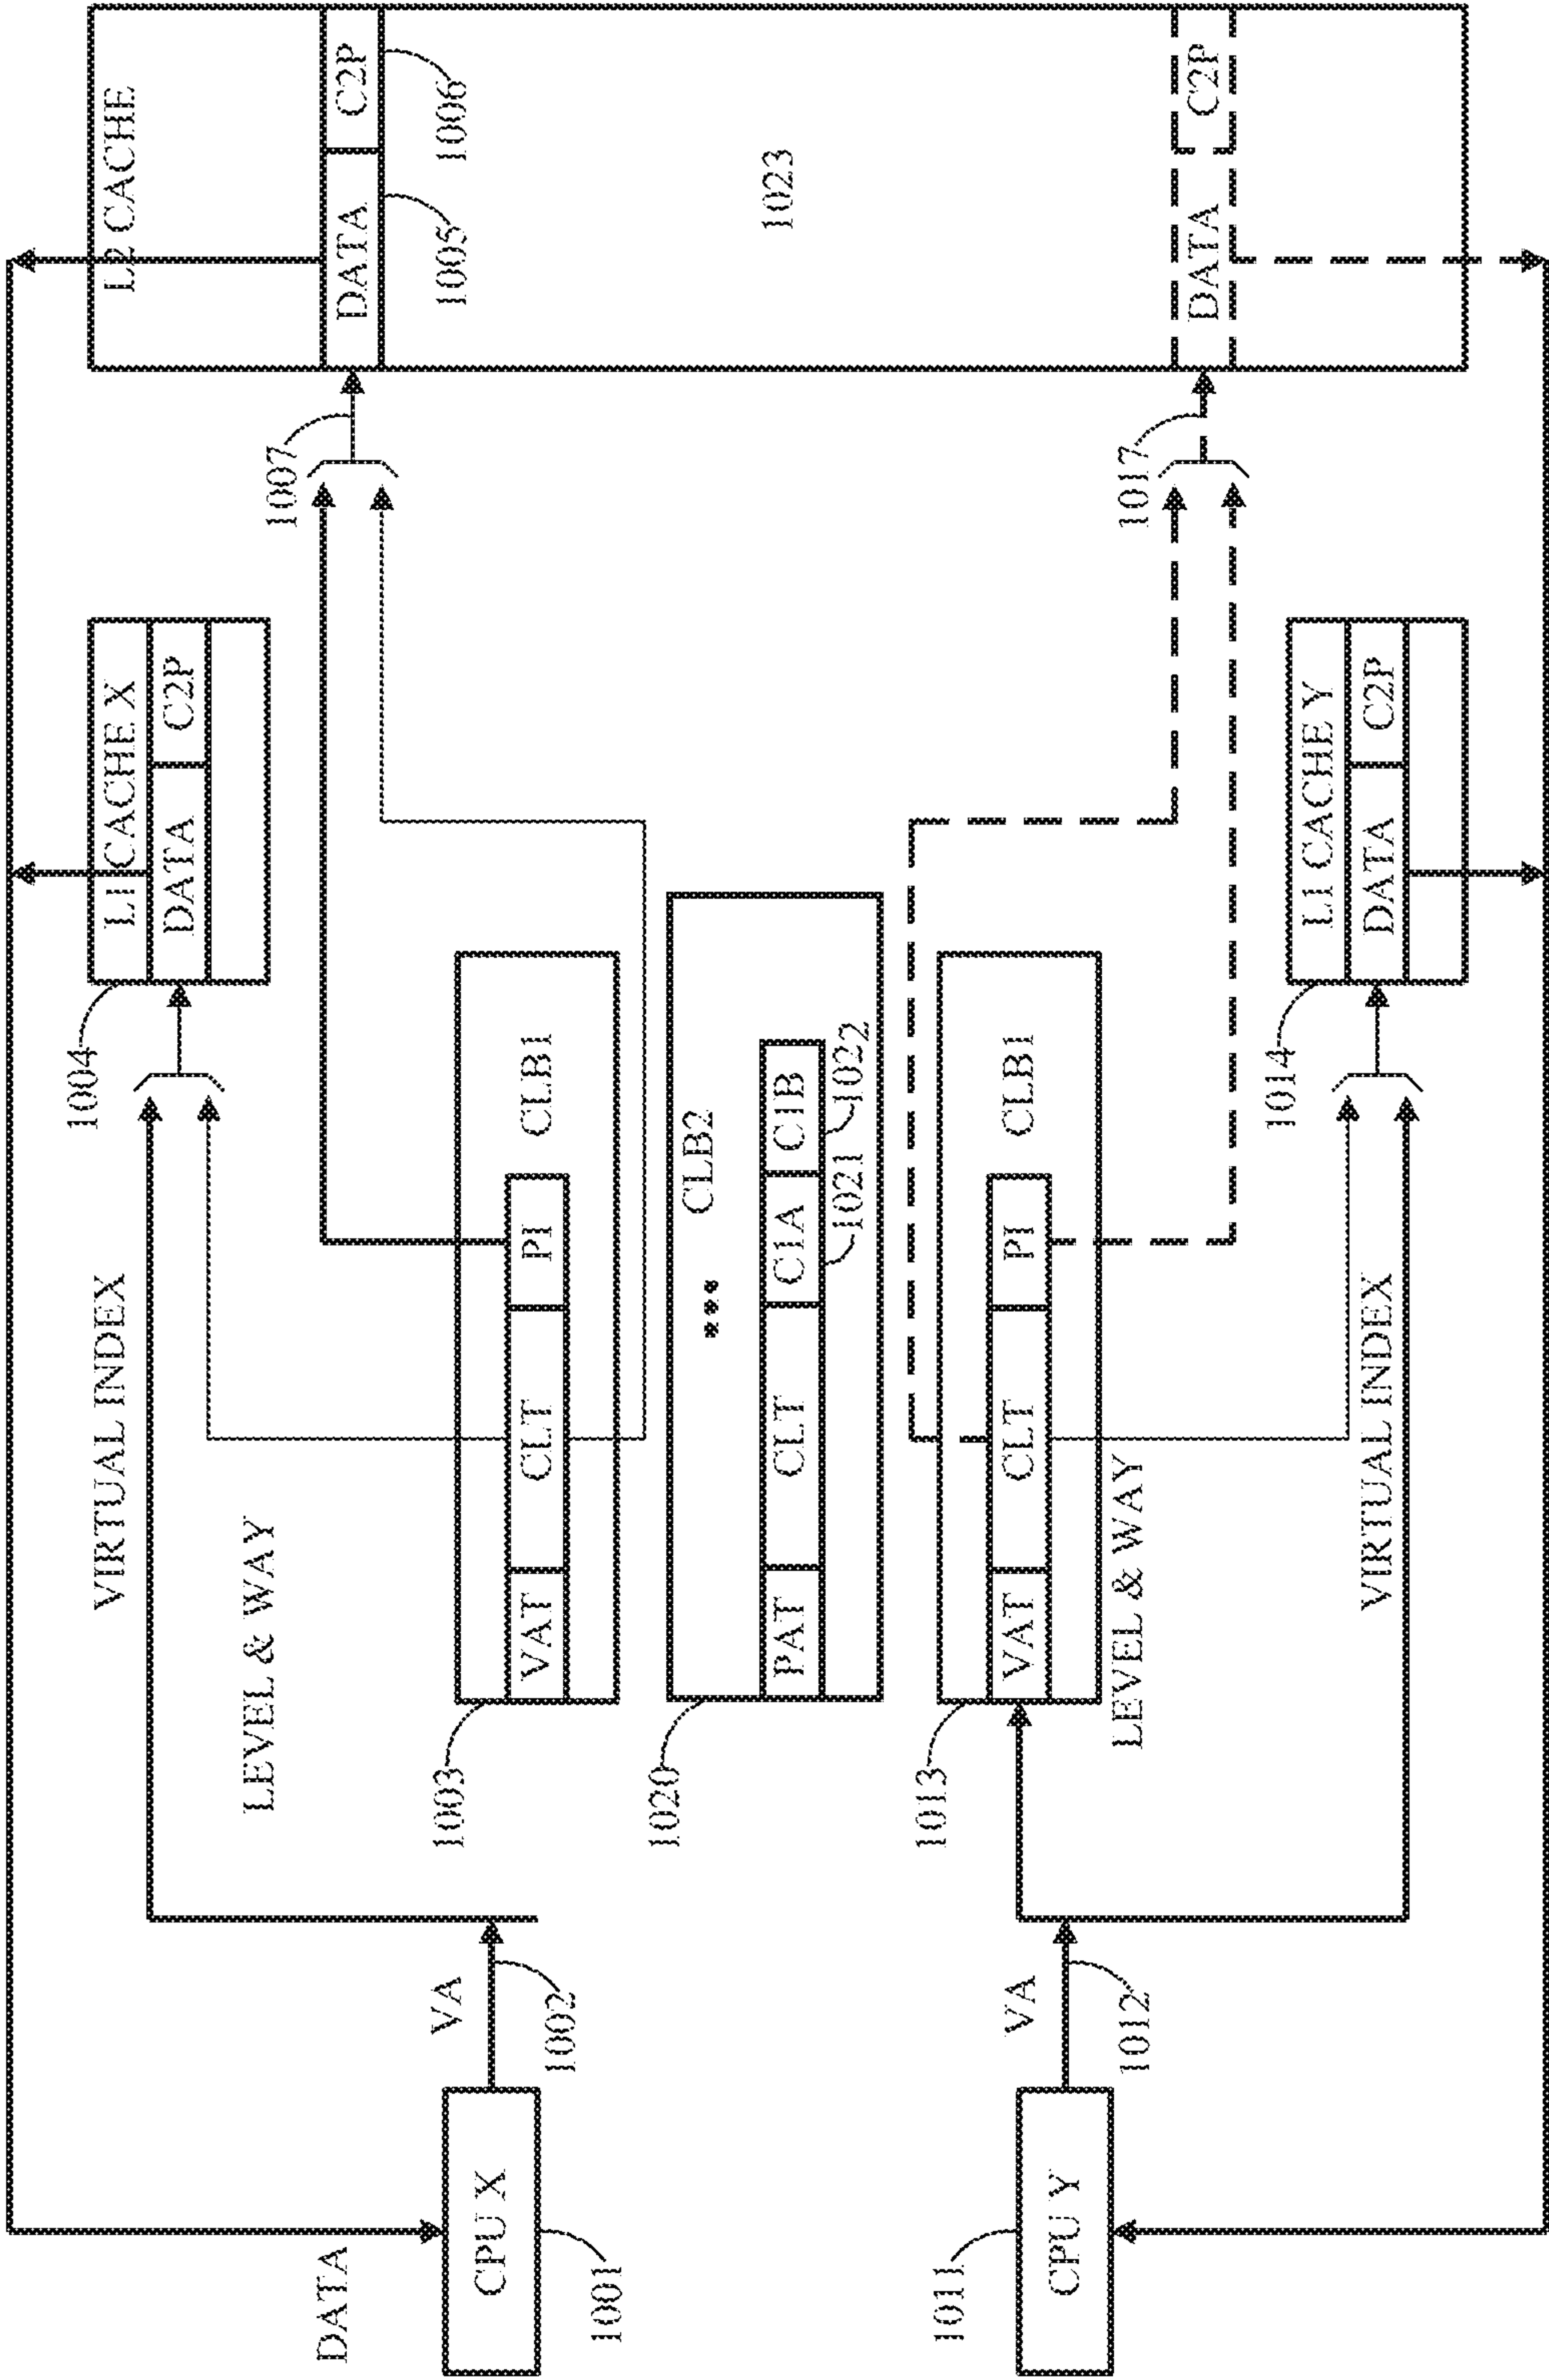 DATA
CPU X
1001
VA
1002
VIRTUAL INDEX
LEVEL & WAY
1003
VAT
CLT
PI
CLB1
1004
L1 CACHE X
DATA
C2P
1007
L2 CACHE
DATA
C2P
1005
1006
1023
1020
CLB2
...
PAT
CLT
C1A
C1B
1021
1022
CPU Y
1011
VA
1012
1013
VAT
CLT
PI
CLB1
LEVEL & WAY
VIRTUAL INDEX
1014
L1 CACHE Y
DATA
C2P
1017
DATA
C2P